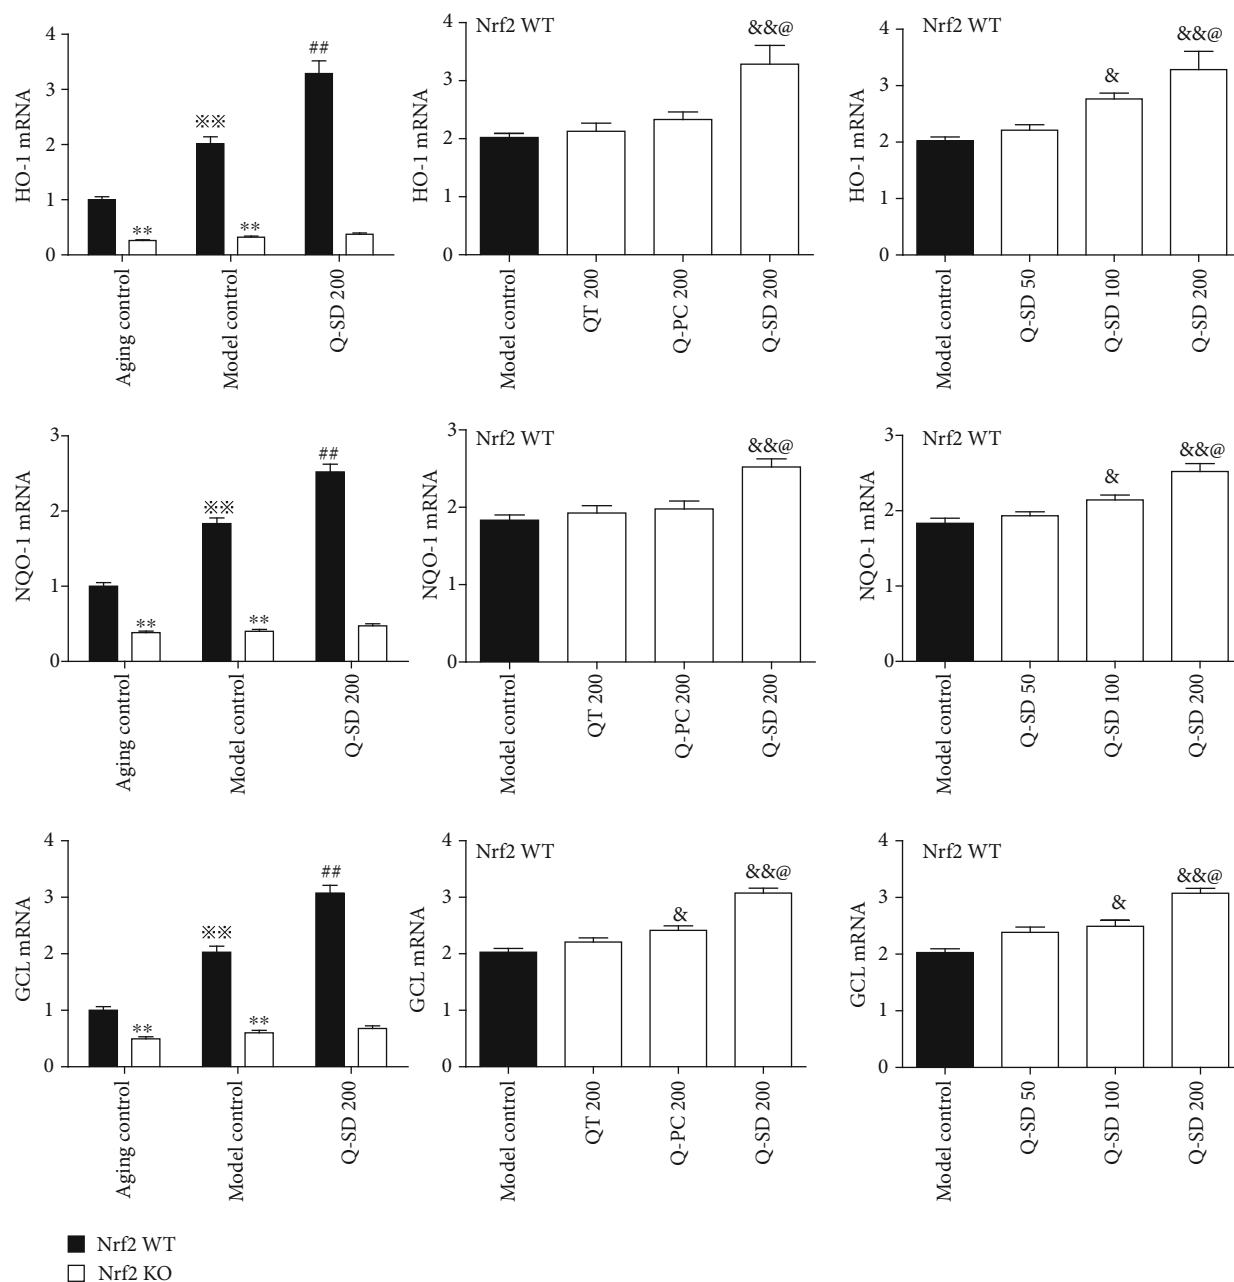 HO-1 mRNA
4
3
2
1
0
**
※※
**
##
Aging control
Model control
Q-SD 200
Nrf2 WT
HO-1 mRNA
4
3
2
1
0
&&@
Model control
QT 200
Q-PC 200
Q-SD 200
Nrf2 WT
HO-1 mRNA
4
3
2
1
0
&
&&@
Model control
Q-SD 50
Q-SD 100
Q-SD 200
NQO-1 mRNA
3
2
1
0
**
※※
**
##
Aging control
Model control
Q-SD 200
Nrf2 WT
NQO-1 mRNA
3
2
1
0
&&@
Model control
QT 200
Q-PC 200
Q-SD 200
Nrf2 WT
NQO-1 mRNA
3
2
1
0
&
&&@
Model control
Q-SD 50
Q-SD 100
Q-SD 200
GCL mRNA
4
3
2
1
0
**
※※
**
##
Aging control
Model control
Q-SD 200
Nrf2 WT
GCL mRNA
4
3
2
1
0
&
&&@
Model control
QT 200
Q-PC 200
Q-SD 200
Nrf2 WT
GCL mRNA
4
3
2
1
0
&
&&@
Model control
Q-SD 50
Q-SD 100
Q-SD 200
Nrf2 WT
Nrf2 KO